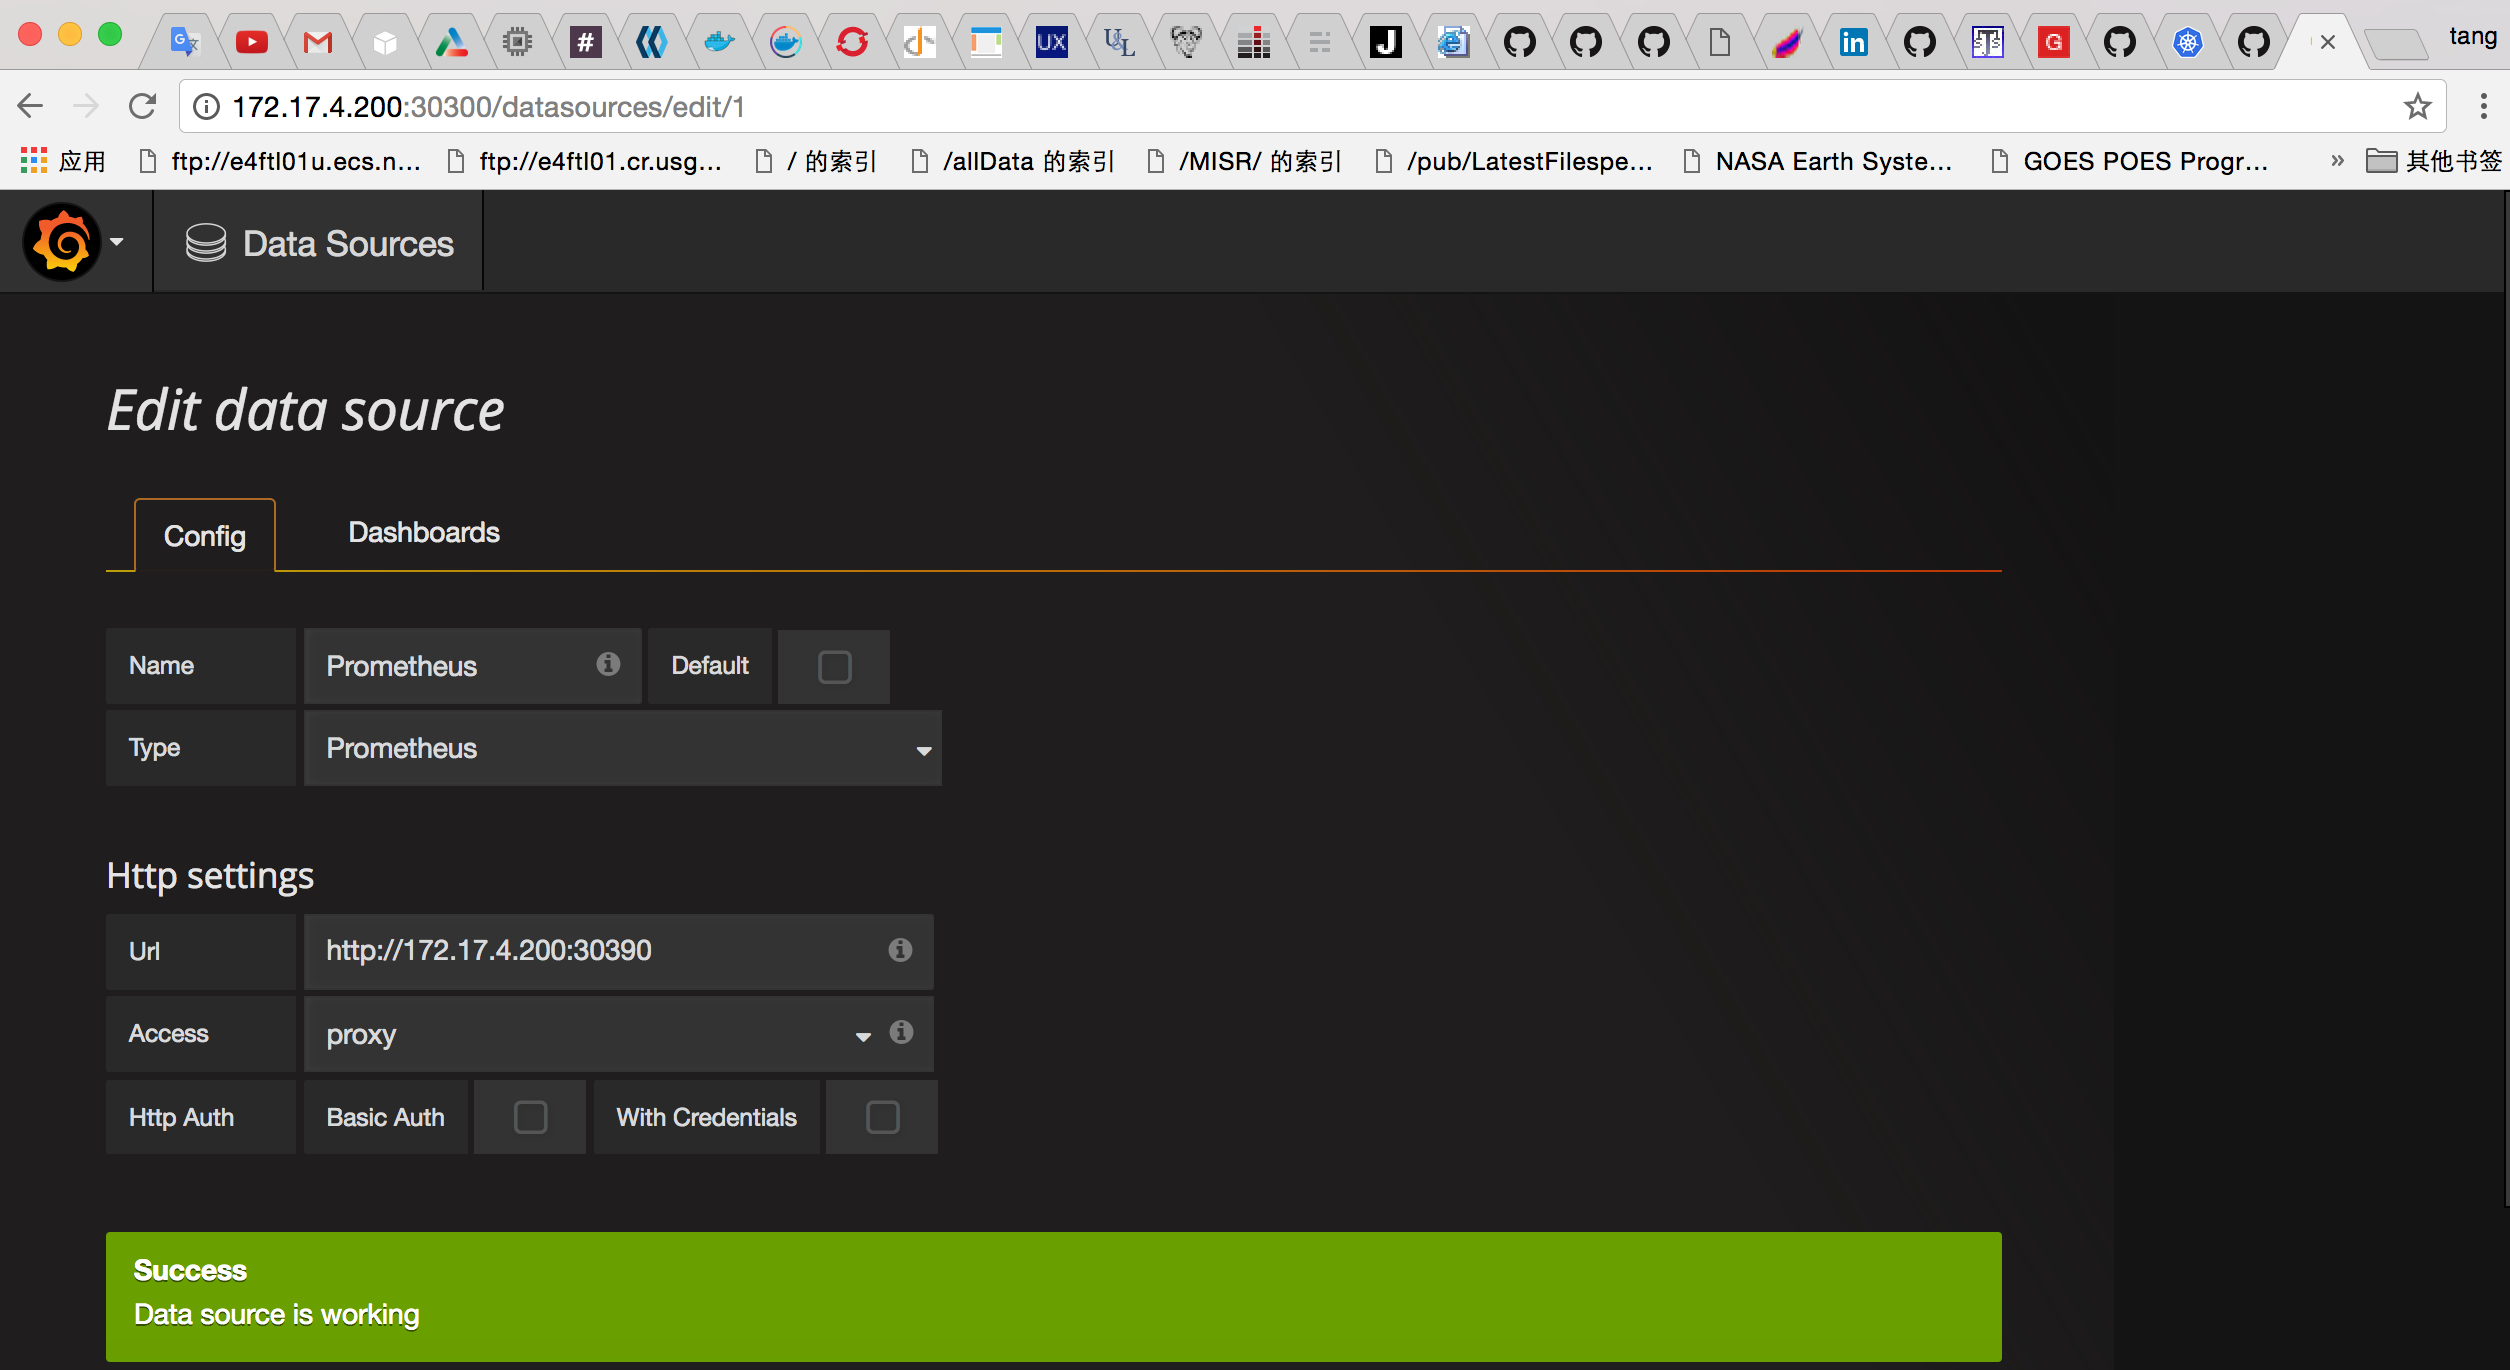 tang
172.17.4.200:30300/datasources/edit/1
应用 ftp://e4ftl01u.ecs.n... ftp://e4ftl01.cr.usg... / 的索引 /allData 的索引 /MISR/ 的索引 /pub/LatestFilespe... NASA Earth Syste... GOES POES Progr... » 其他书签
Data Sources
Edit data source
Config Dashboards
Name Prometheus Default
Type Prometheus
Http settings
Url http://172.17.4.200:30390
Access proxy
Http Auth Basic Auth With Credentials
Success
Data source is working